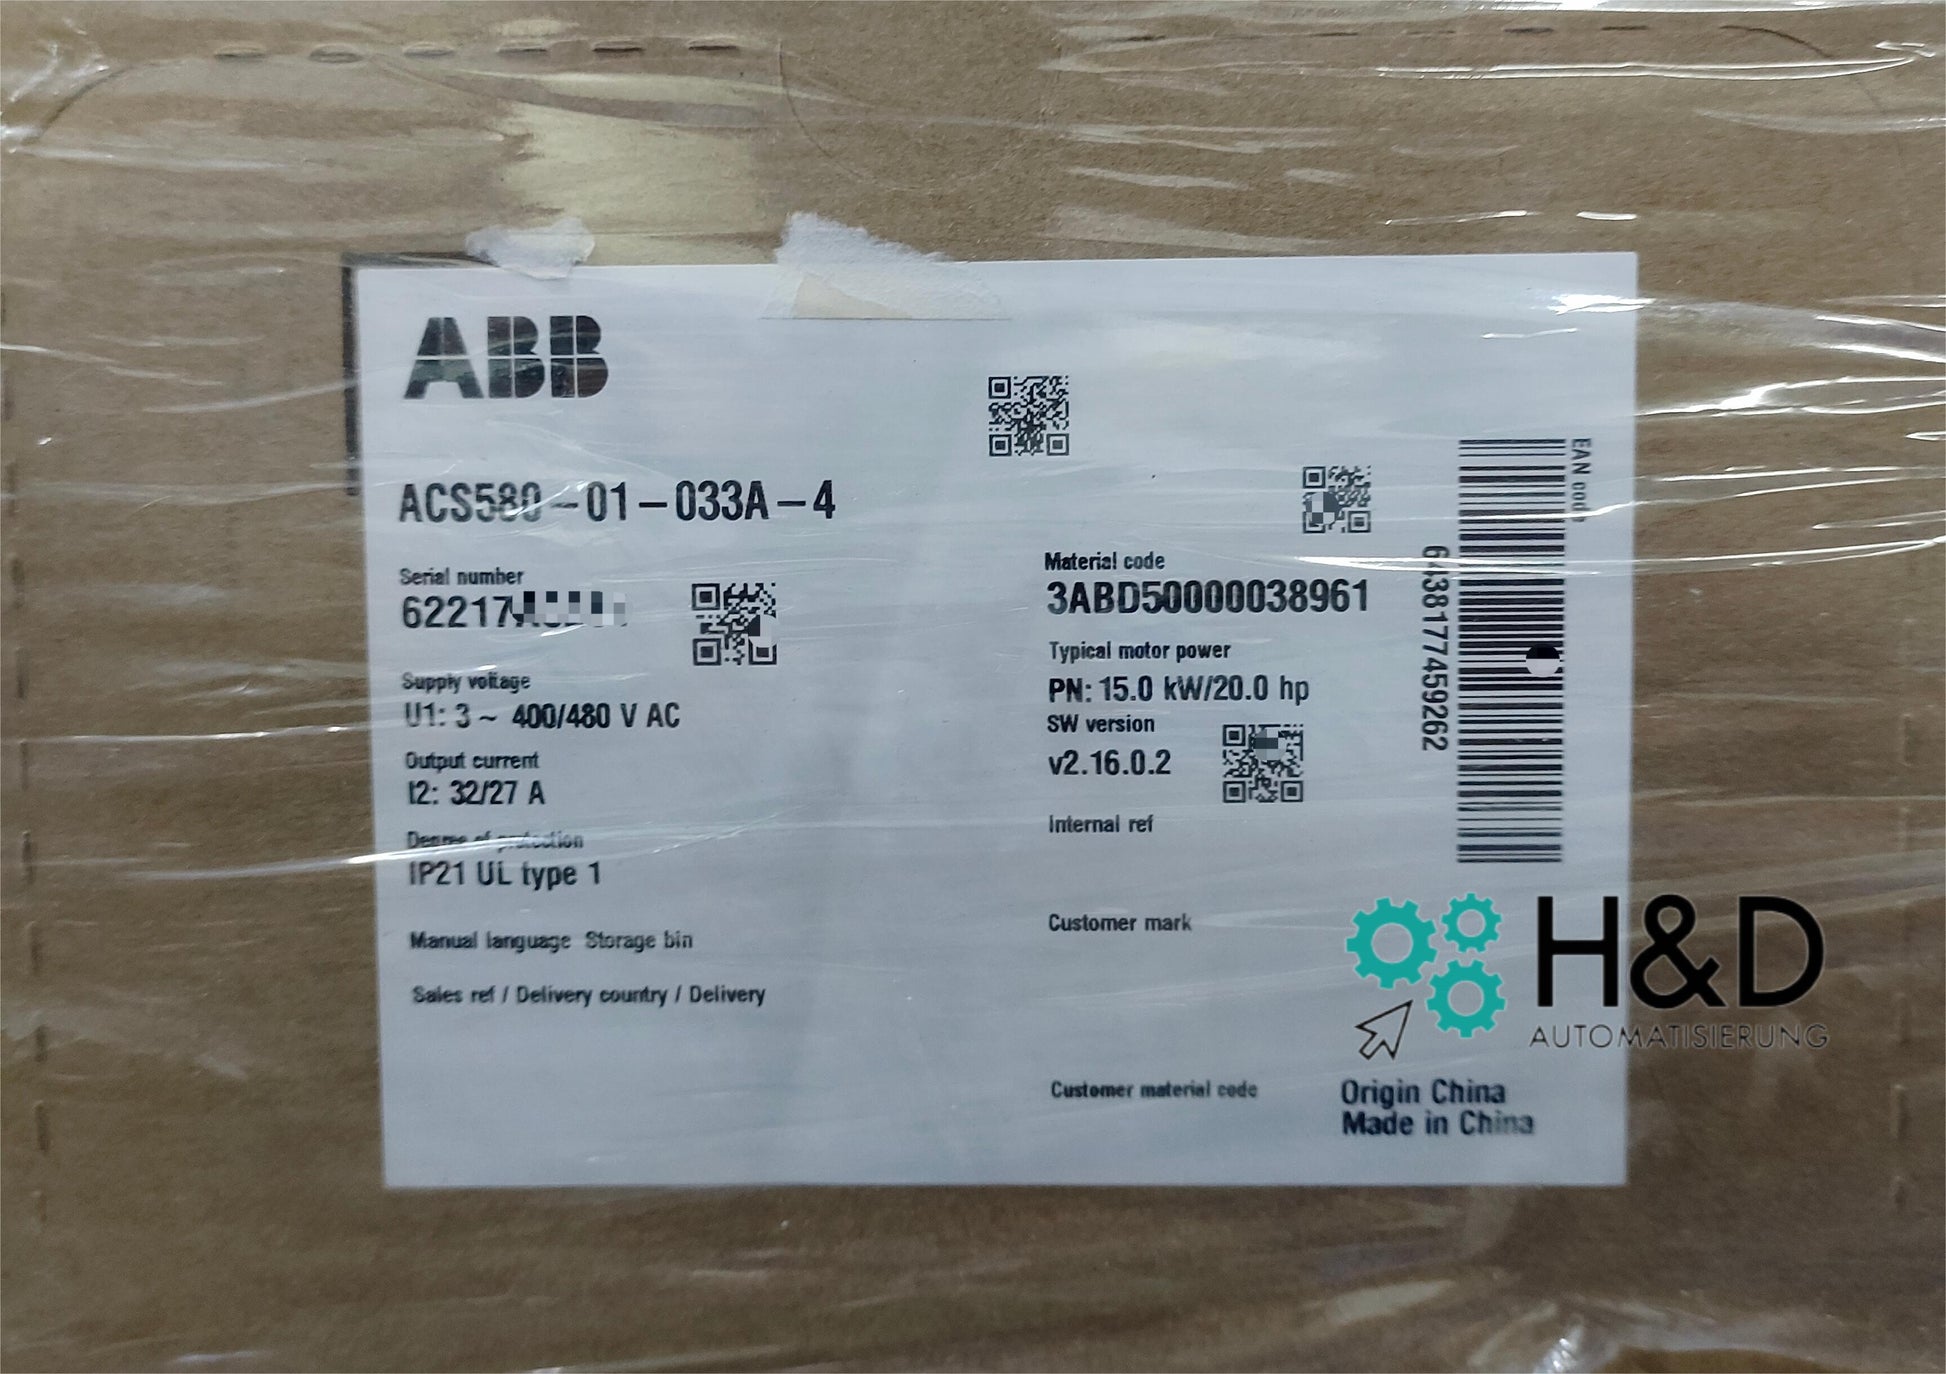 ABB
ACS580-01-033A-4
Serial number
62217
Supply voltage
U1: 3 ~ 400/480 V AC
Output current
I2: 32/27 A
Degree of protection
IP21 UL type 1
Manual language Storage bin
Sales ref / Delivery country / Delivery
Material code
3ABD50000038961
Typical motor power
PN: 15.0 kW/20.0 hp
SW version
v2.16.0.2
Internal ref
Customer mark
Customer material code
Origin China
Made in China
EAN code
6438177459262
H&D
AUTOMATISIERUNG